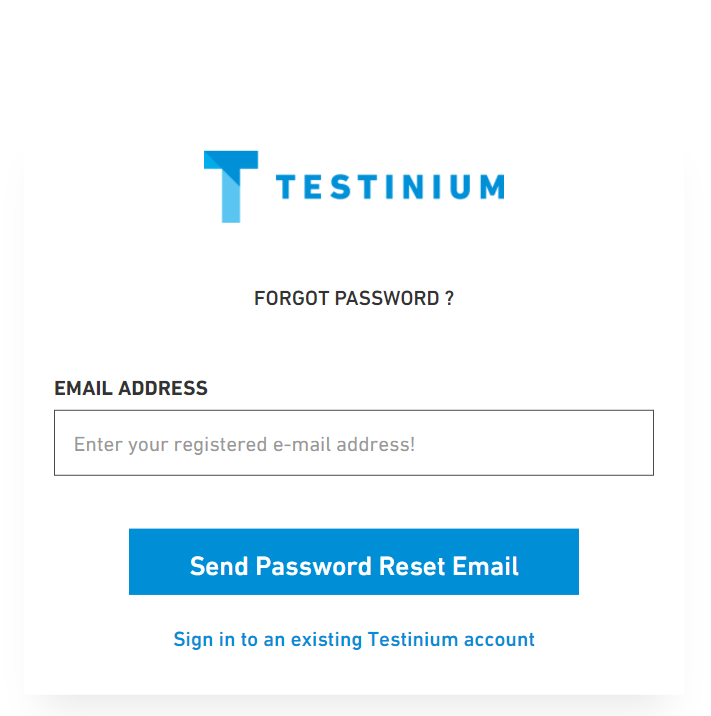 TESTINIUM
FORGOT PASSWORD ?
EMAIL ADDRESS
Enter your registered e-mail address!
Send Password Reset Email
Sign in to an existing Testinium account